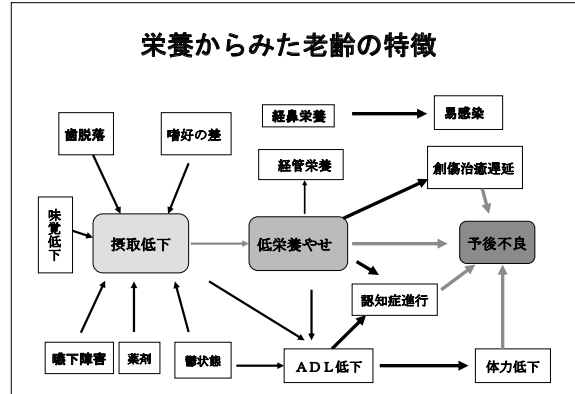 栄養からみた老齢の特徴
歯脱落
嗜好の差
経鼻栄養
易感染
経管栄養
創傷治癒遅延
味覚低下
摂取低下
低栄養やせ
予後不良
認知症進行
嚥下障害
薬剤
鬱状態
ADL低下
体力低下